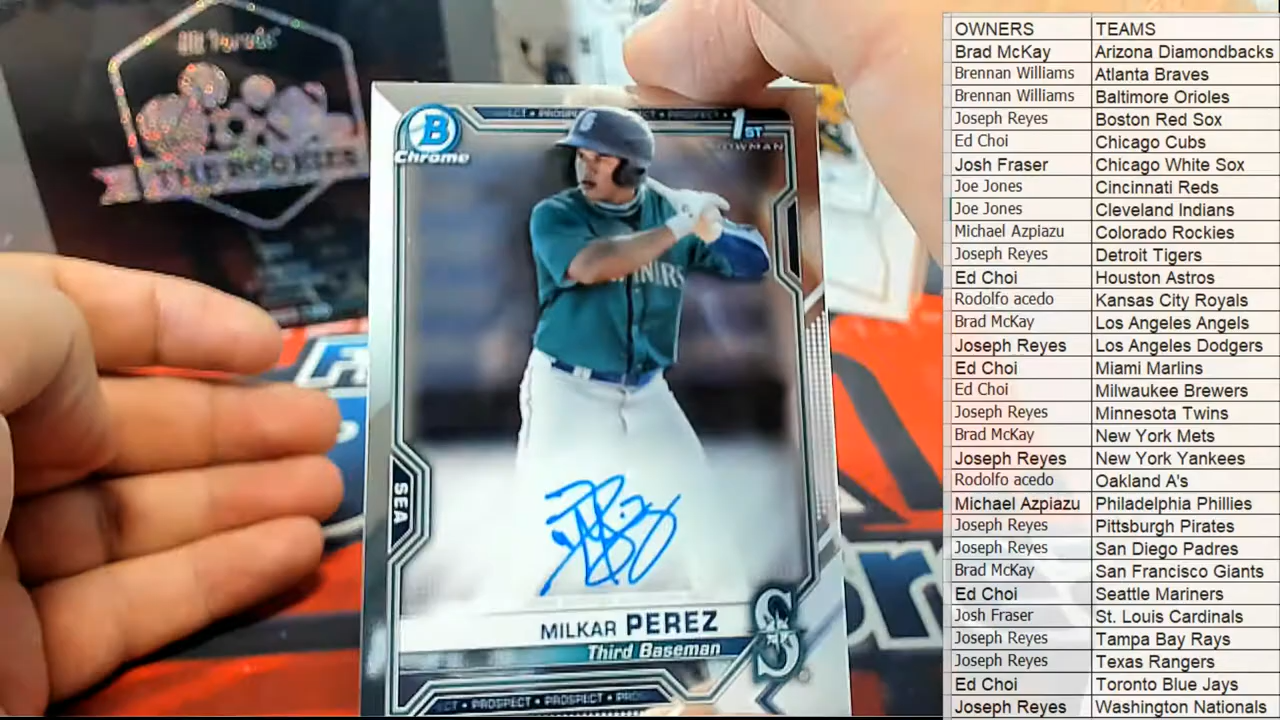 THE ROOKIES
B
Chrome
PROSPECT
1ST
BOWMAN
SEA
MILKAR PEREZ
Third Baseman
S
PROSPECT • PROSPECT
OWNERS TEAMS
Brad McKay Arizona Diamondbacks
Brennan Williams Atlanta Braves
Brennan Williams Baltimore Orioles
Joseph Reyes Boston Red Sox
Ed Choi Chicago Cubs
Josh Fraser Chicago White Sox
Joe Jones Cincinnati Reds
Joe Jones Cleveland Indians
Michael Azpiazu Colorado Rockies
Joseph Reyes Detroit Tigers
Ed Choi Houston Astros
Rodolfo acedo Kansas City Royals
Brad McKay Los Angeles Angels
Joseph Reyes Los Angeles Dodgers
Ed Choi Miami Marlins
Ed Choi Milwaukee Brewers
Joseph Reyes Minnesota Twins
Brad McKay New York Mets
Joseph Reyes New York Yankees
Rodolfo acedo Oakland A's
Michael Azpiazu Philadelphia Phillies
Joseph Reyes Pittsburgh Pirates
Joseph Reyes San Diego Padres
Brad McKay San Francisco Giants
Ed Choi Seattle Mariners
Josh Fraser St. Louis Cardinals
Joseph Reyes Tampa Bay Rays
Joseph Reyes Texas Rangers
Ed Choi Toronto Blue Jays
Joseph Reyes Washington Nationals